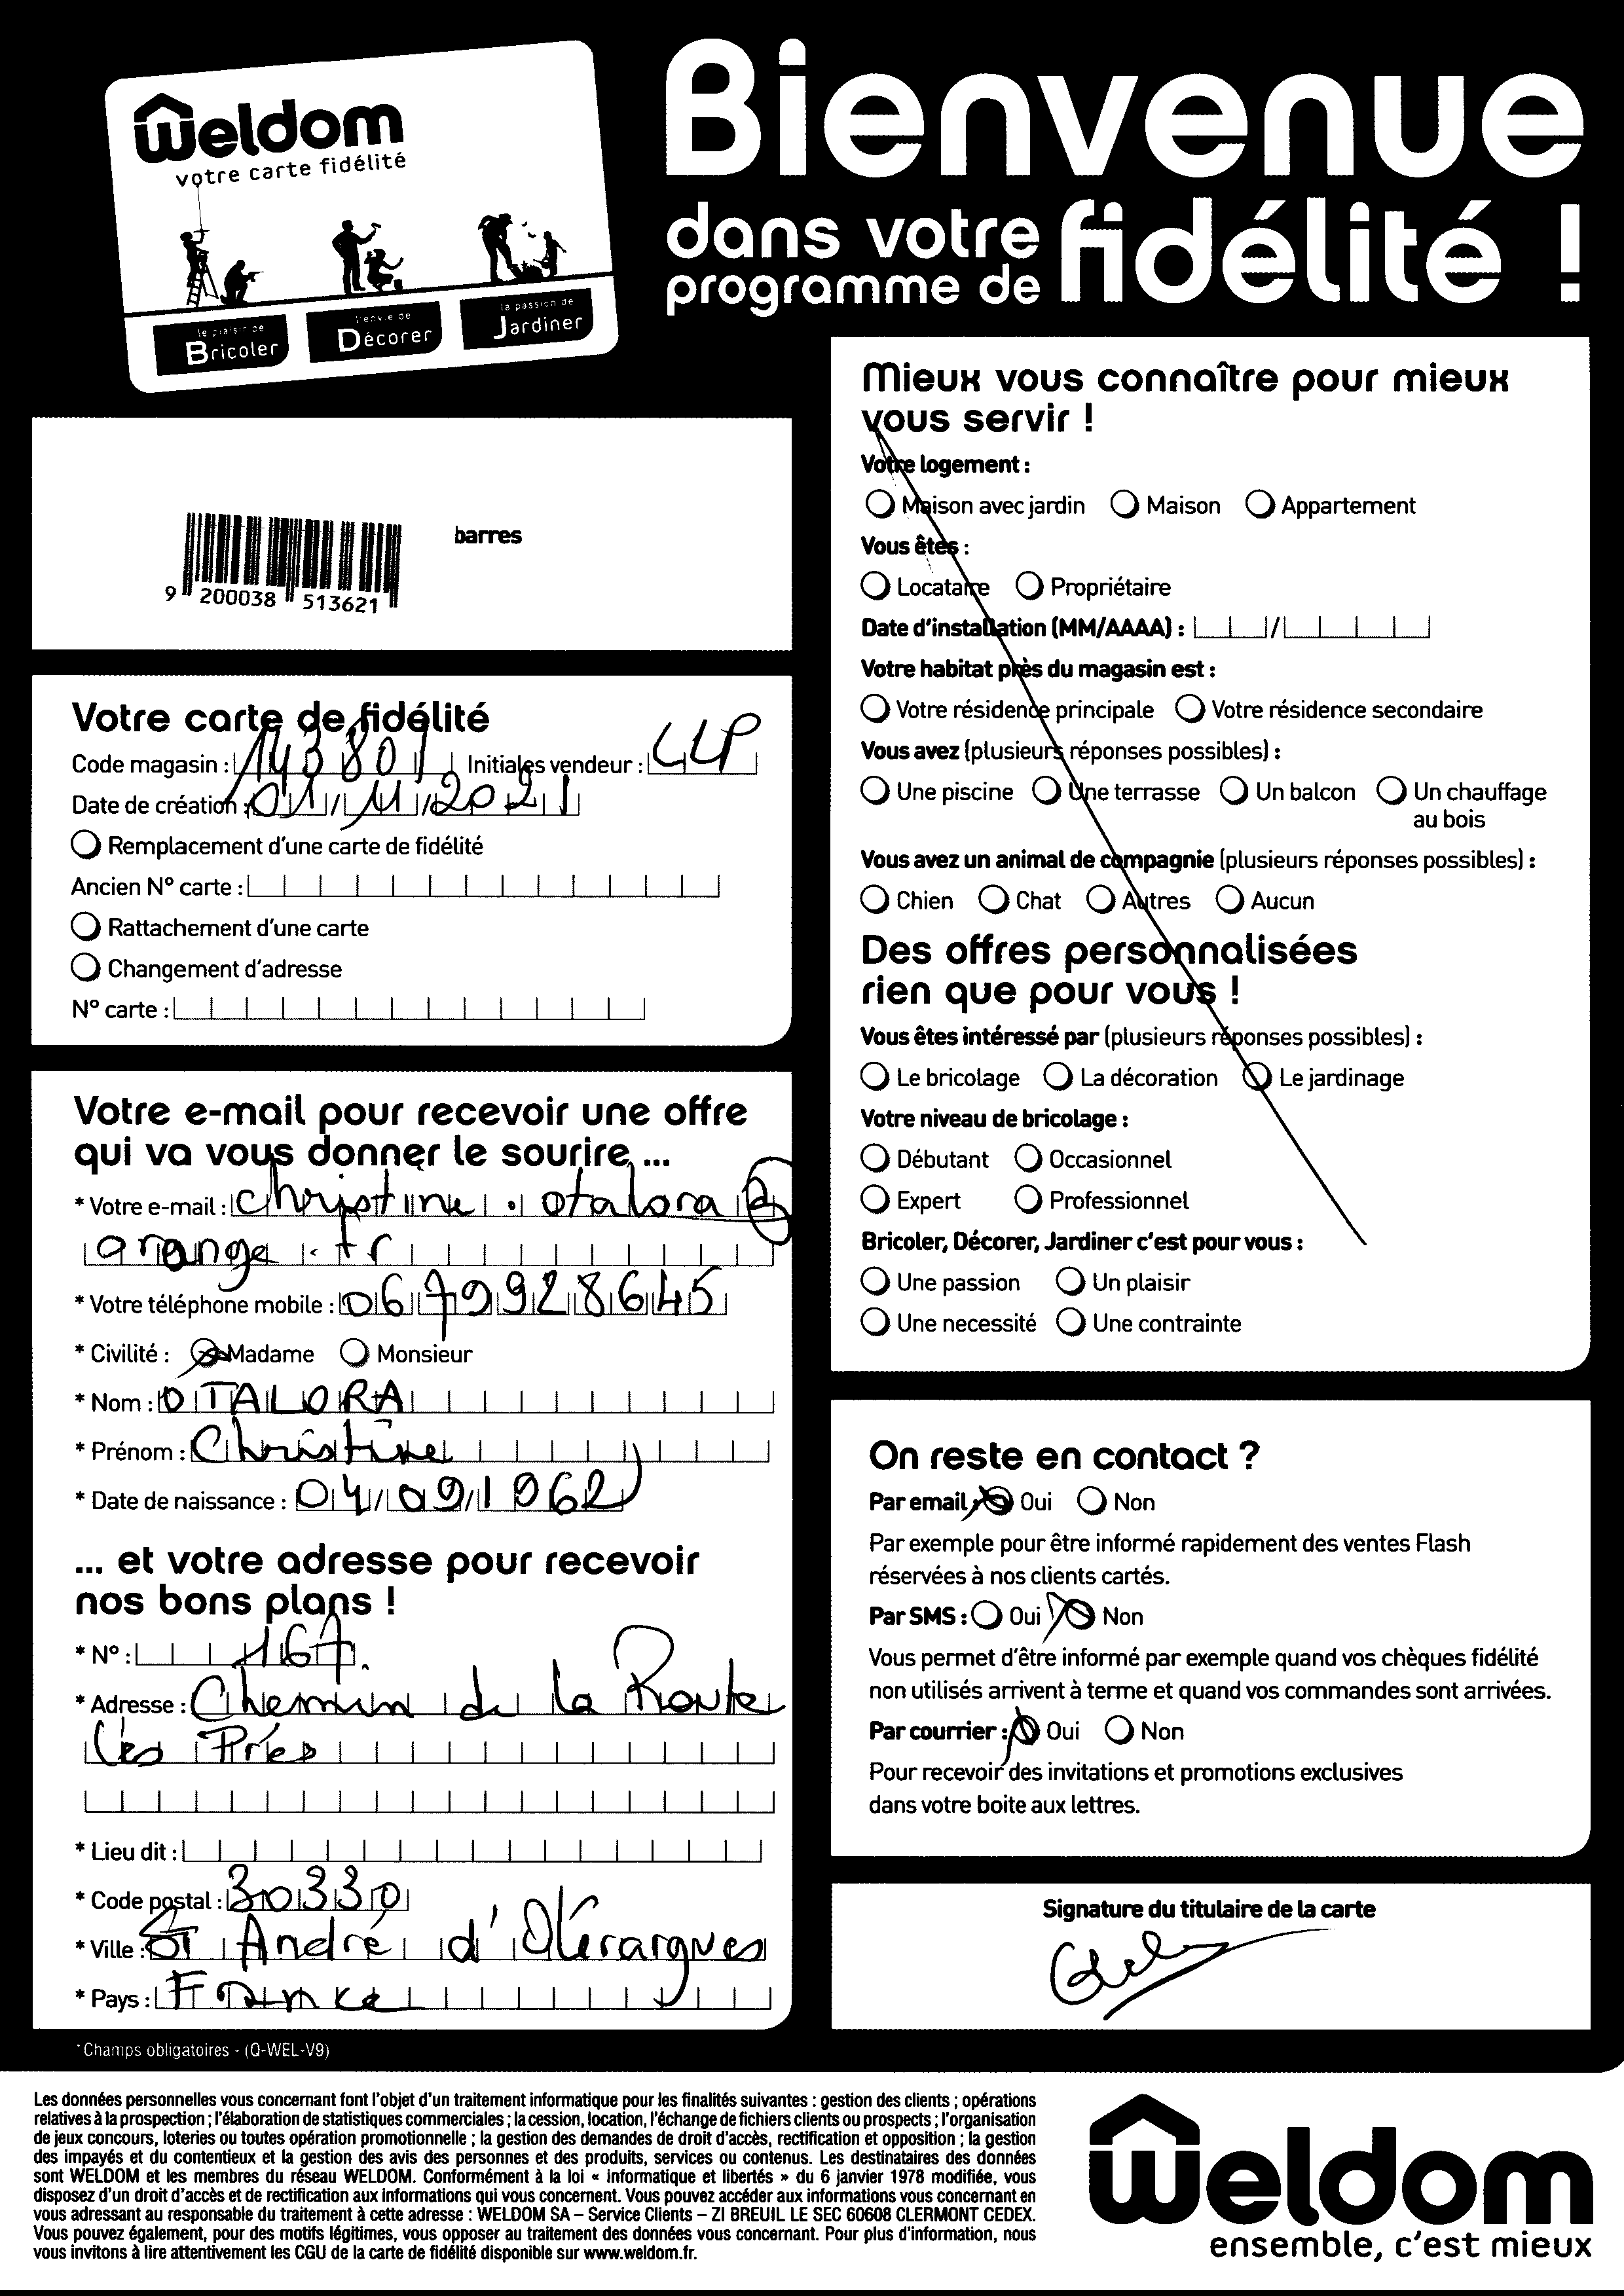 Weldom
votre carte fidélité
le plaisir de
Bricoler
l'envie de
Décorer
la passion de
Jardiner
Bienvenue
dans votre
programme de
fidélité !
barres
9 200038 513621
Votre carte de fidélité
Code magasin : 143801 Initiales vendeur : LLP
Date de création : 01/11/2021
Remplacement d'une carte de fidélité
Ancien N° carte :
Rattachement d'une carte
Changement d'adresse
N° carte :
Votre e-mail pour recevoir une offre
qui va vous donner le sourire, ...
* Votre e-mail : christine.otalora@
orange.fr
* Votre téléphone mobile : 0679928645
* Civilité : Madame Monsieur
* Nom : OTALORA
* Prénom : Christine
* Date de naissance : 04/09/1962
... et votre adresse pour recevoir
nos bons plans !
* N° : 167.
* Adresse : Chemin de la Route
Les Près
* Lieu dit :
* Code postal : 30330
* Ville : St André d'Olérargues
* Pays : France
* Champs obligatoires - (Q-WEL-V9)
Mieux vous connaître pour mieux
vous servir !
Votre logement :
Maison avec jardin Maison Appartement
Vous êtes :
Locataire Propriétaire
Date d'installation (MM/AAAA) : /
Votre habitat près du magasin est :
Votre résidence principale Votre résidence secondaire
Vous avez (plusieurs réponses possibles) :
Une piscine Une terrasse Un balcon Un chauffage
au bois
Vous avez un animal de compagnie (plusieurs réponses possibles) :
Chien Chat Autres Aucun
Des offres personnalisées
rien que pour vous !
Vous êtes intéressé par (plusieurs réponses possibles) :
Le bricolage La décoration Le jardinage
Votre niveau de bricolage :
Débutant Occasionnel
Expert Professionnel
Bricoler, Décorer, Jardiner c'est pour vous :
Une passion Un plaisir
Une necessité Une contrainte
On reste en contact ?
Par email : Oui Non
Par exemple pour être informé rapidement des ventes Flash
réservées à nos clients cartés.
Par SMS : Oui Non
Vous permet d'être informé par exemple quand vos chèques fidélité
non utilisés arrivent à terme et quand vos commandes sont arrivées.
Par courrier : Oui Non
Pour recevoir des invitations et promotions exclusives
dans votre boite aux lettres.
Signature du titulaire de la carte
Les données personnelles vous concernant font l'objet d'un traitement informatique pour les finalités suivantes : gestion des clients ; opérations
relatives à la prospection ; l'élaboration de statistiques commerciales ; la cession, location, l'échange de fichiers clients ou prospects ; l'organisation
de jeux concours, loteries ou toutes opération promotionnelle ; la gestion des demandes de droit d'accès, rectification et opposition ; la gestion
des impayés et du contentieux et la gestion des avis des personnes et des produits, services ou contenus. Les destinataires des données
sont WELDOM et les membres du réseau WELDOM. Conformément à la loi « informatique et libertés » du 6 janvier 1978 modifiée, vous
disposez d'un droit d'accès et de rectification aux informations qui vous concernent. Vous pouvez accéder aux informations vous concernant en
vous adressant au responsable du traitement à cette adresse : WELDOM SA – Service Clients – ZI BREUIL LE SEC 60608 CLERMONT CEDEX.
Vous pouvez également, pour des motifs légitimes, vous opposer au traitement des données vous concernant. Pour plus d'information, nous
vous invitons à lire attentivement les CGU de la carte de fidélité disponible sur www.weldom.fr.
Weldom
ensemble, c'est mieux